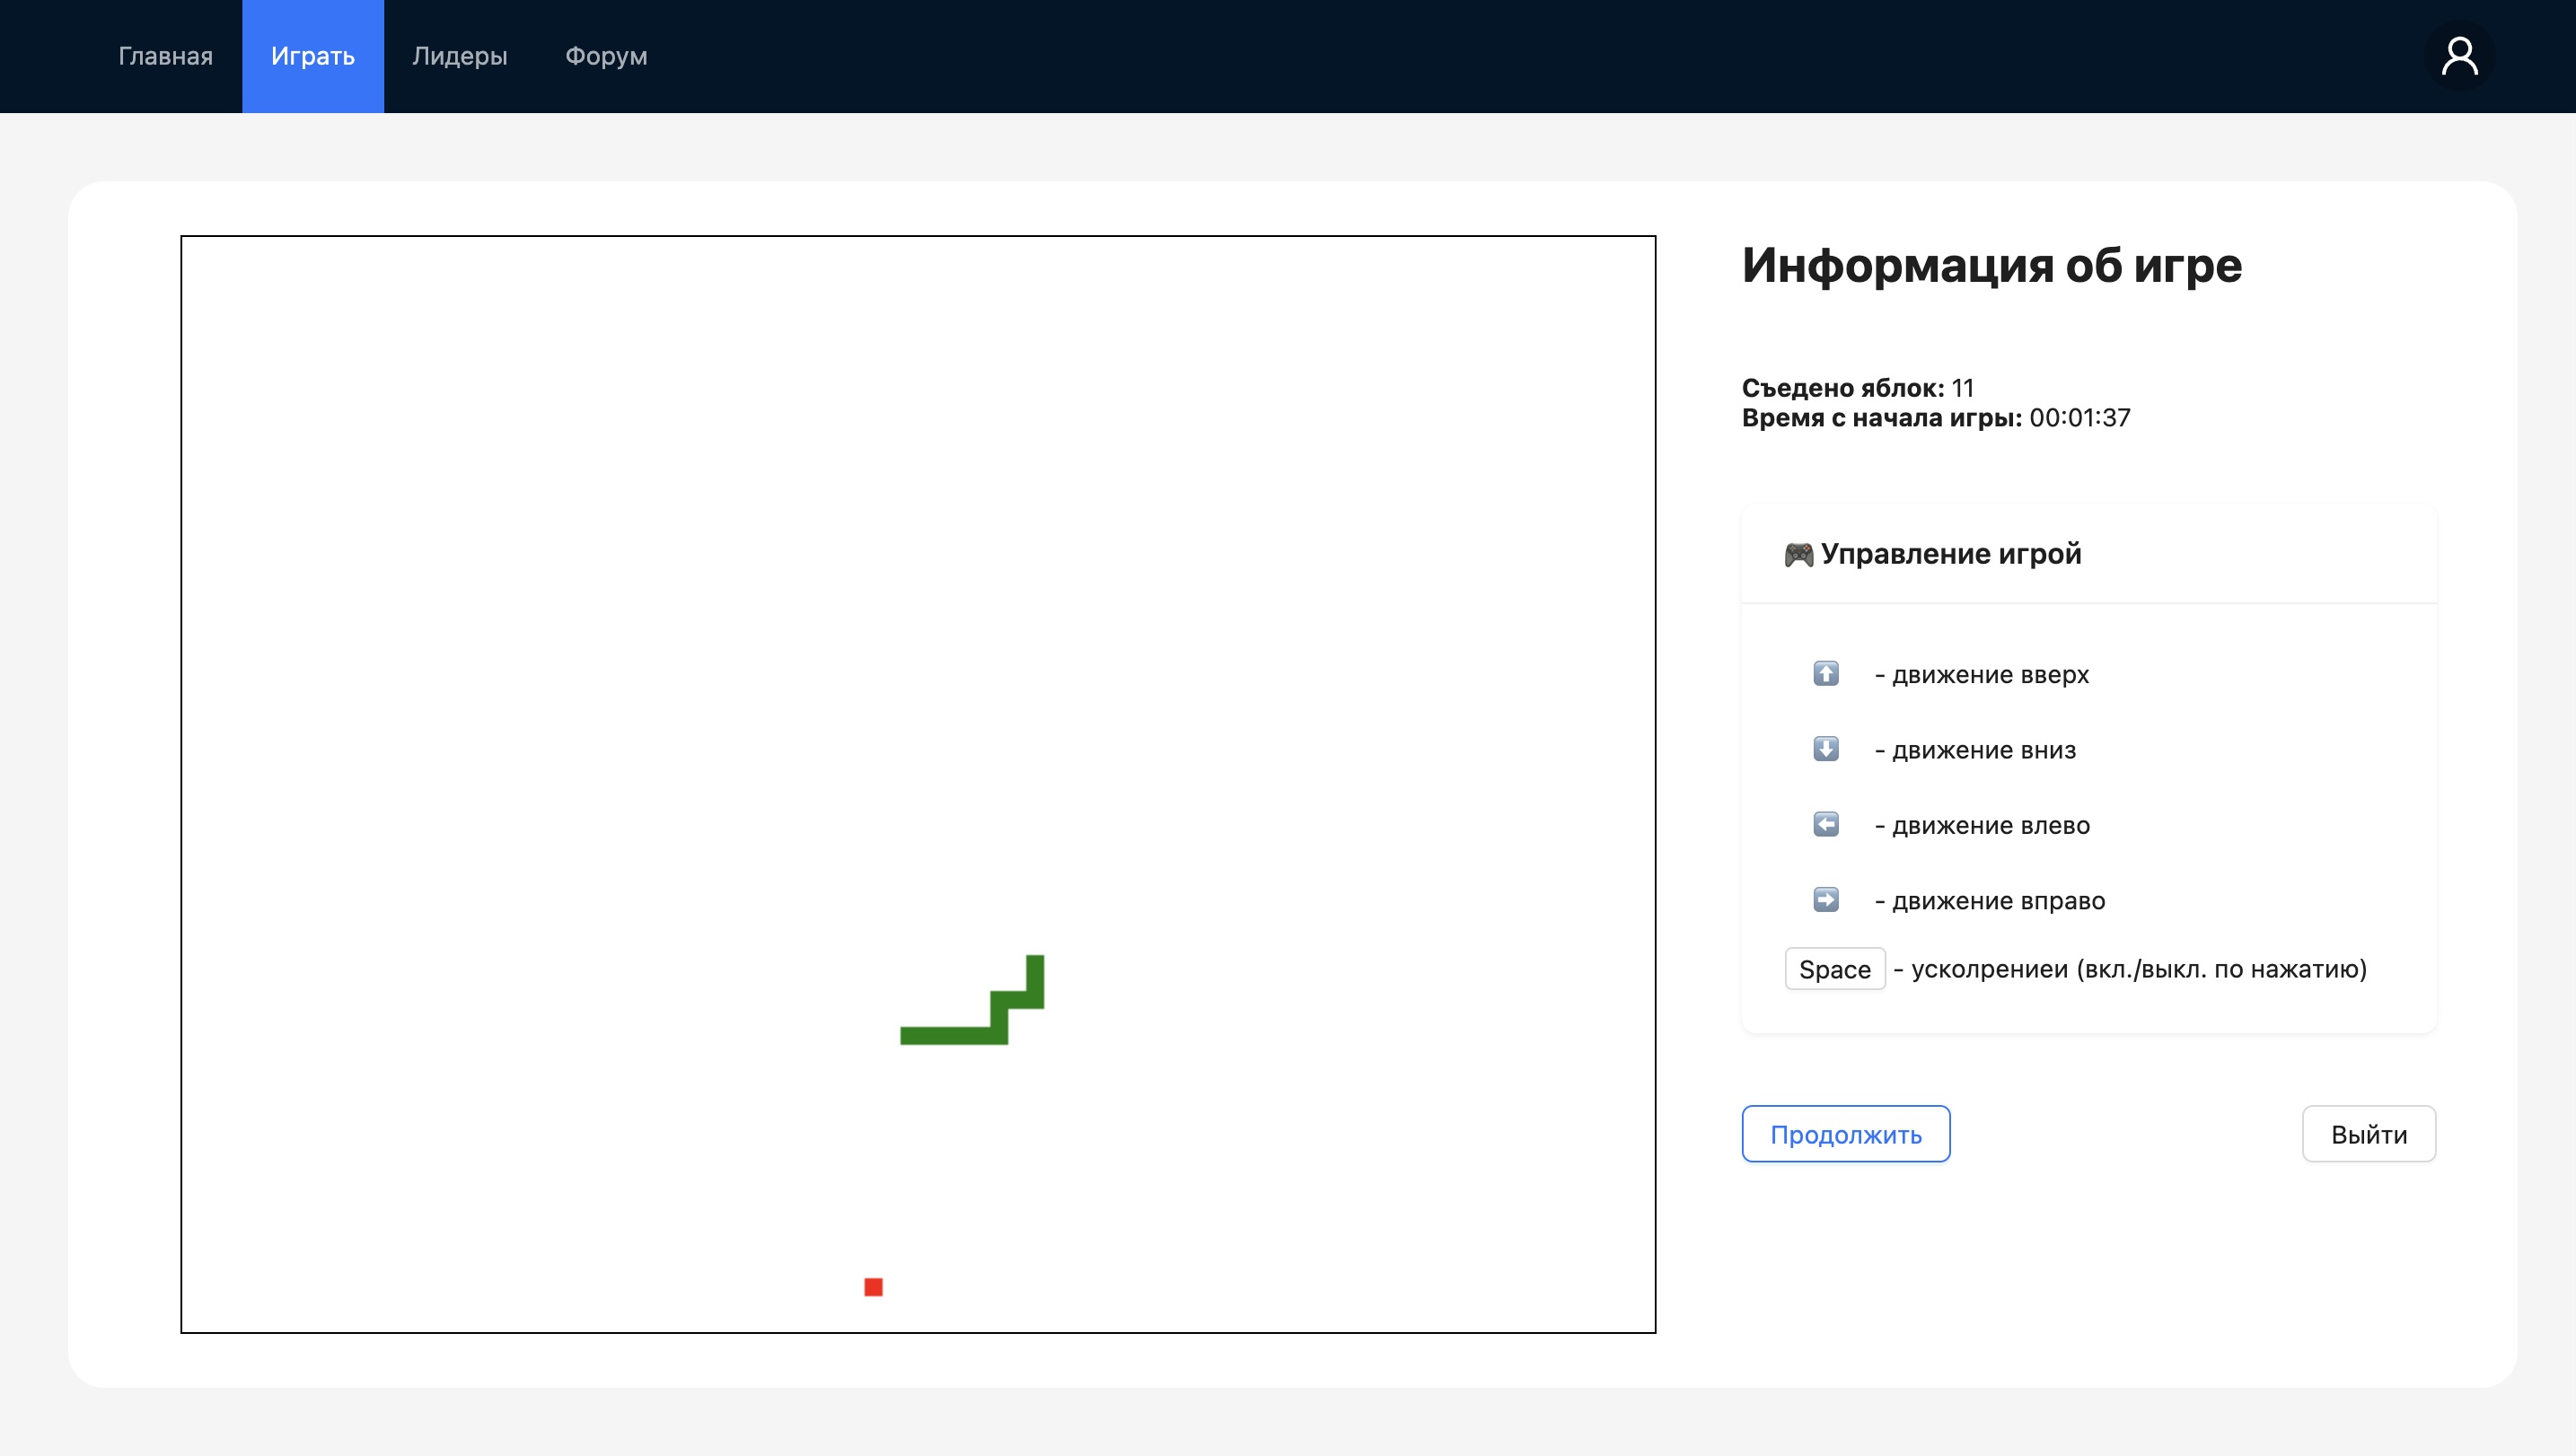 Главная Играть Лидеры Форум
Информация об игре
Съедено яблок: 11
Время с начала игры: 00:01:37
🎮 Управление игрой
⬆️ - движение вверх
⬇️ - движение вниз
⬅️ - движение влево
➡️ - движение вправо
Space - усколрениеи (вкл./выкл. по нажатию)
Продолжить Выйти